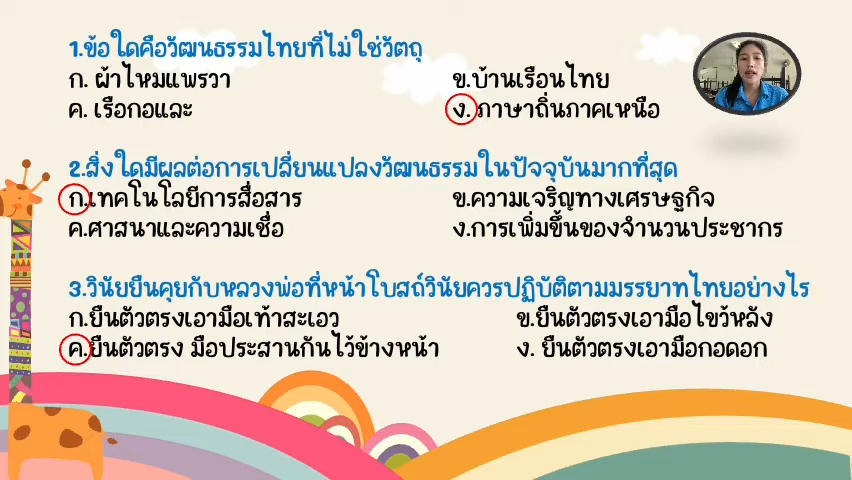 1.ข้อใดคือวัฒนธรรมไทยที่ไม่ใช่วัตถุ
ก. ผ้าไหมแพรวา
ข.บ้านเรือนไทย
ค. เรือกอและ
ง. ภาษาถิ่นภาคเหนือ
2.สิ่งใดมีผลต่อการเปลี่ยนแปลงวัฒนธรรมในปัจจุบันมากที่สุด
ก.เทคโนโลยีการสื่อสาร
ข.ความเจริญทางเศรษฐกิจ
ค.ศาสนาและความเชื่อ
ง.การเพิ่มขึ้นของจำนวนประชากร
3.วินัยยืนคุยกับหลวงพ่อที่หน้าโบสถ์วินัยควรปฏิบัติตามมรรยาทไทยอย่างไร
ก.ยืนตัวตรงเอามือเท้าสะเอว
ข.ยืนตัวตรงเอามือไขว้หลัง
ค.ยืนตัวตรง มือประสานกันไว้ข้างหน้า
ง. ยืนตัวตรงเอามือกอดอก